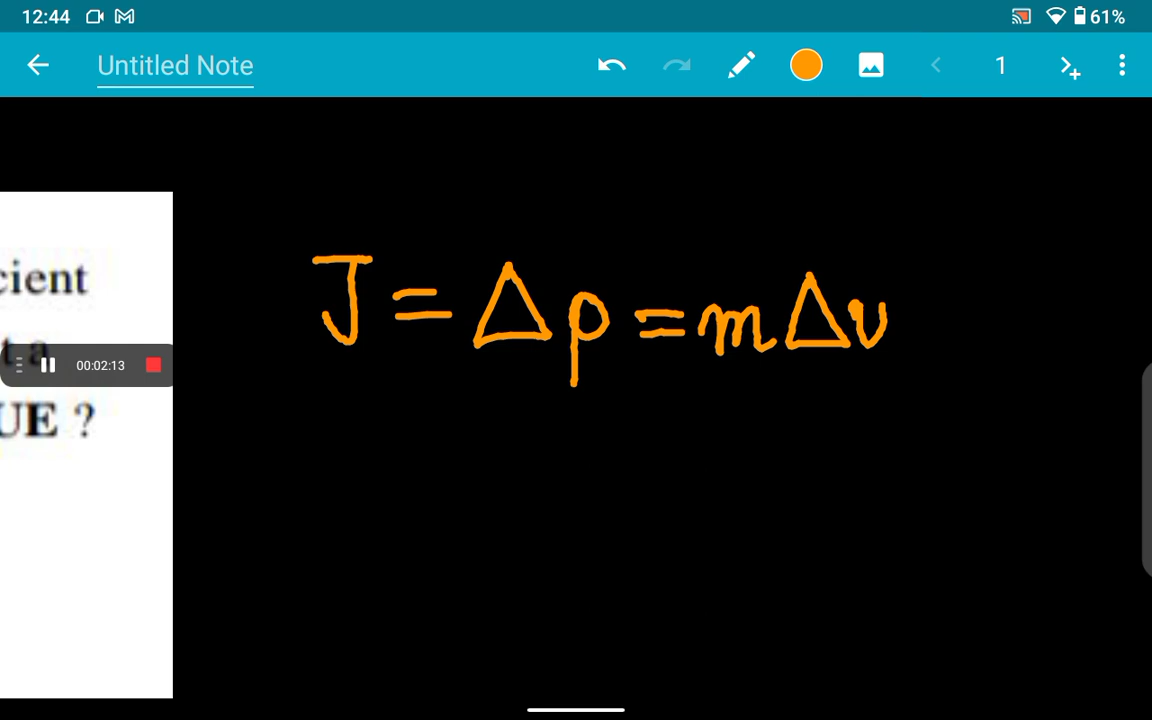 12:44
61%
Untitled Note
1
cient
J = Δp = mΔv
t a
00:02:13
UE ?